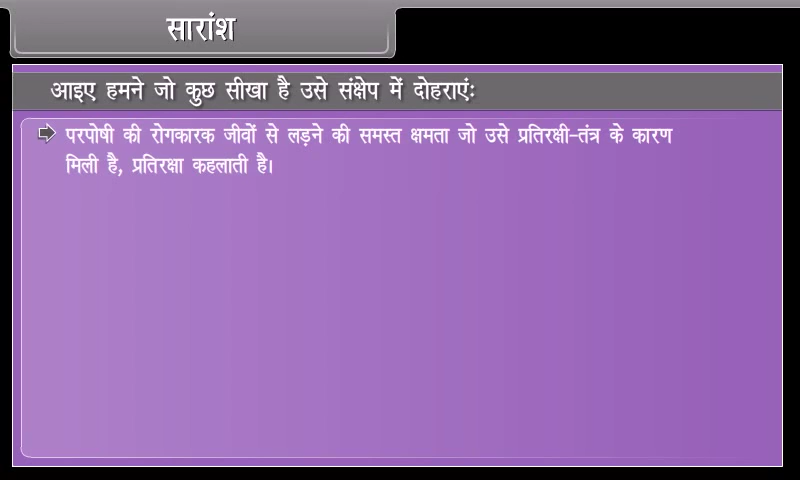 सारांश
आइए हमने जो कुछ सीखा है उसे संक्षेप में दोहराएंः
परपोषी की रोगकारक जीवों से लड़ने की समस्त क्षमता जो उसे प्रतिरक्षी-तंत्र के कारण
मिली है, प्रतिरक्षा कहलाती है।